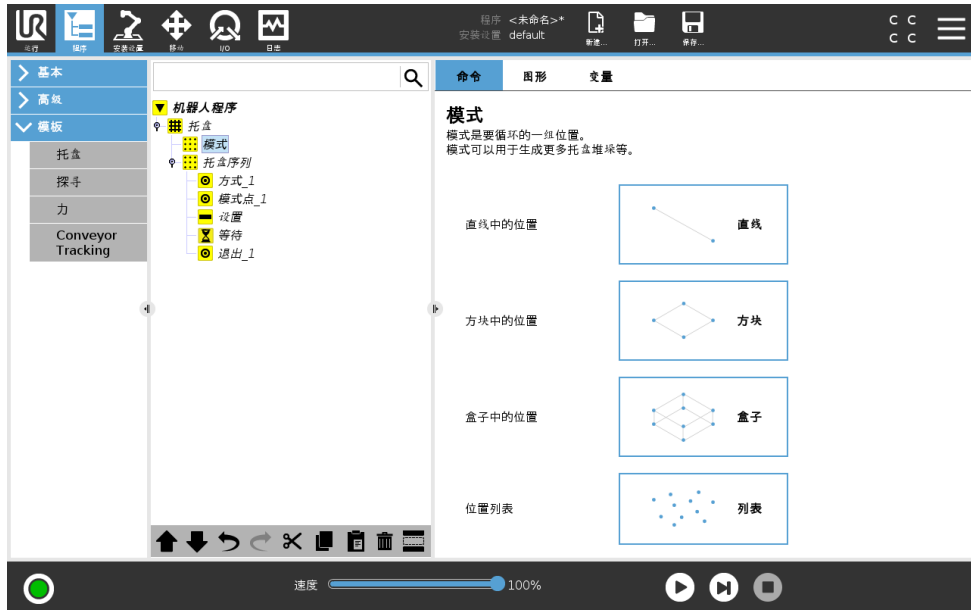 UR
程序 <未命名>*
安装设置 default
运行
程序
安装设置
移动
I/O
日志
新建...
打开...
保存...
C C
C C
基本
高级
模板
托盘
探寻
力
Conveyor
Tracking
机器人程序
托盘
模式
托盘序列
方式_1
模式点_1
设置
等待
退出_1
命令
图形
变量
模式
模式是要循环的一组位置。
模式可以用于生成更多托盒堆垛等。
直线中的位置
直线
方块中的位置
方块
盒子中的位置
盒子
位置列表
列表
速度
100%